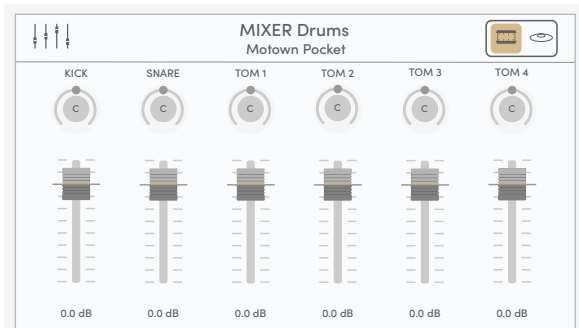 MIXER Drums
Motown Pocket
KICK SNARE TOM 1 TOM 2 TOM 3 TOM 4
C C C C C C
0.0 dB 0.0 dB 0.0 dB 0.0 dB 0.0 dB 0.0 dB